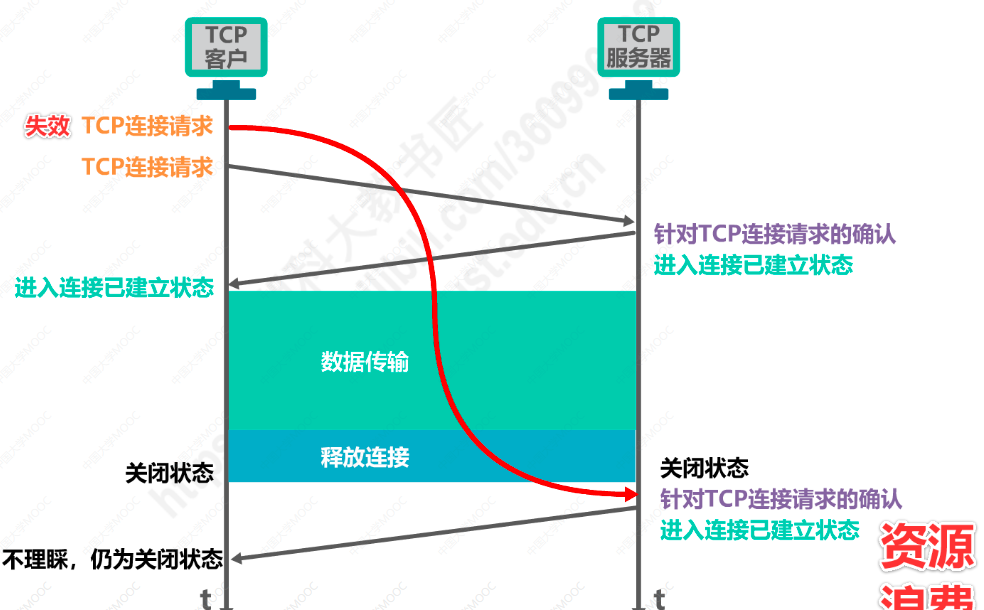 TCP
客户
TCP
服务器
失效 TCP连接请求
TCP连接请求
针对TCP连接请求的确认
进入连接已建立状态
进入连接已建立状态
数据传输
释放连接
关闭状态
关闭状态
针对TCP连接请求的确认
进入连接已建立状态
资源
浪费
不理睬，仍为关闭状态
t
t